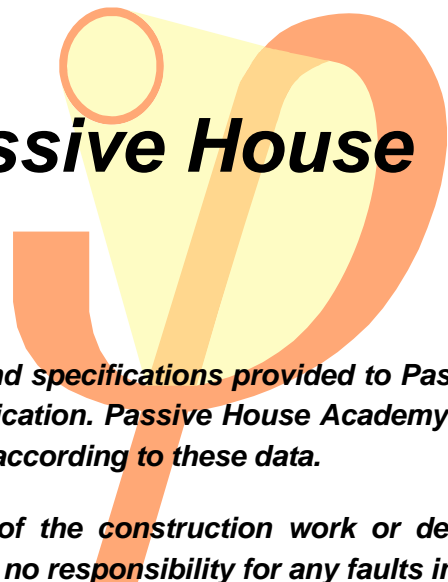 ssive House
nd specifications provided to Pas
ication. Passive House Academy
according to these data.
of the construction work or de
no responsibility for any faults i